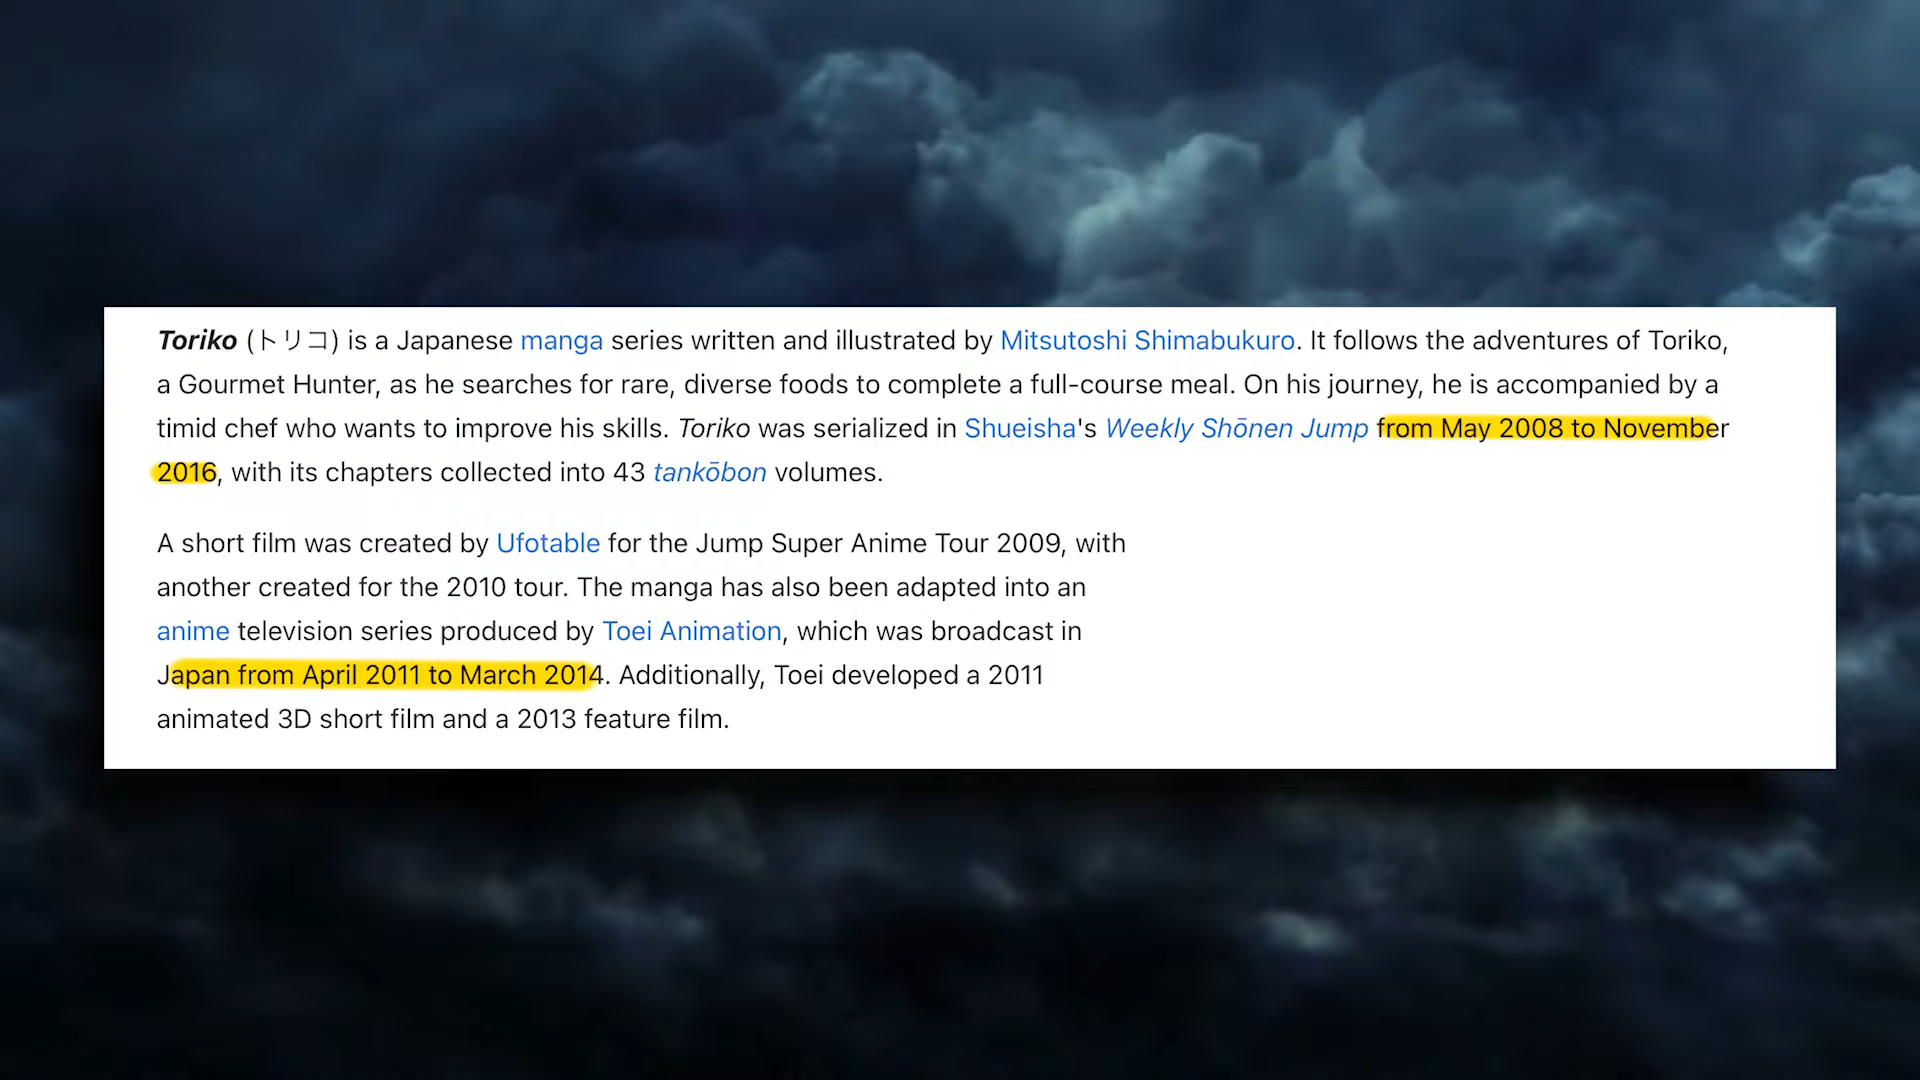 Toriko (トリコ) is a Japanese manga series written and illustrated by Mitsutoshi Shimabukuro. It follows the adventures of Toriko,
a Gourmet Hunter, as he searches for rare, diverse foods to complete a full-course meal. On his journey, he is accompanied by a
timid chef who wants to improve his skills. Toriko was serialized in Shueisha's Weekly Shōnen Jump from May 2008 to November
2016, with its chapters collected into 43 tankōbon volumes.
A short film was created by Ufotable for the Jump Super Anime Tour 2009, with
another created for the 2010 tour. The manga has also been adapted into an
anime television series produced by Toei Animation, which was broadcast in
Japan from April 2011 to March 2014. Additionally, Toei developed a 2011
animated 3D short film and a 2013 feature film.